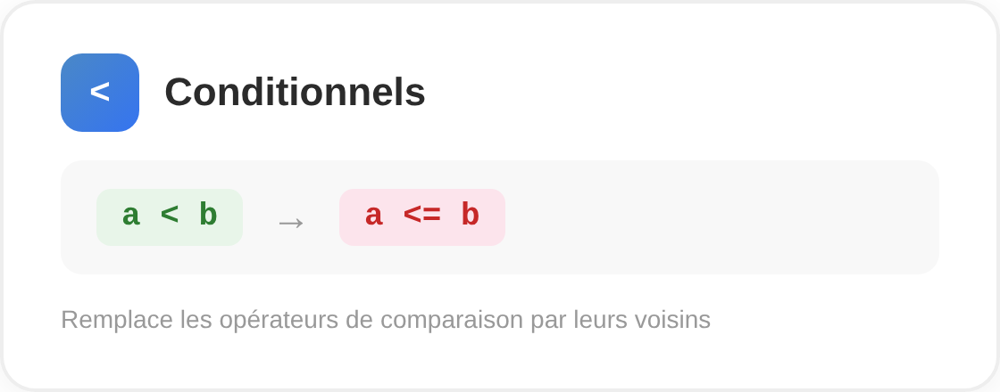 < Conditionnels
a < b → a <= b
Remplace les opérateurs de comparaison par leurs voisins